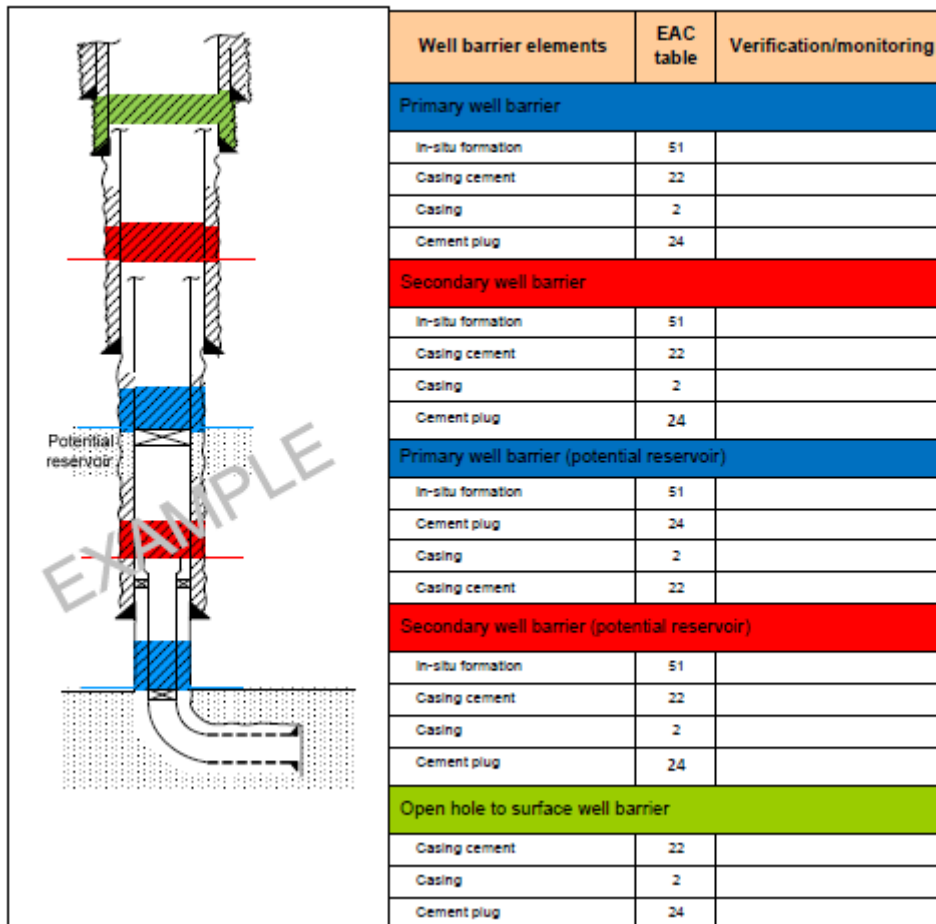 Well barrier elements EAC table Verification/monitoring
Primary well barrier
In-situ formation 51
Casing cement 22
Casing 2
Cement plug 24
Secondary well barrier
In-situ formation 51
Casing cement 22
Casing 2
Cement plug 24
Primary well barrier (potential reservoir)
In-situ formation 51
Cement plug 24
Casing 2
Casing cement 22
Secondary well barrier (potential reservoir)
In-situ formation 51
Casing cement 22
Casing 2
Cement plug 24
Open hole to surface well barrier
Casing cement 22
Casing 2
Cement plug 24
Potential
reservoir
EXAMPLE